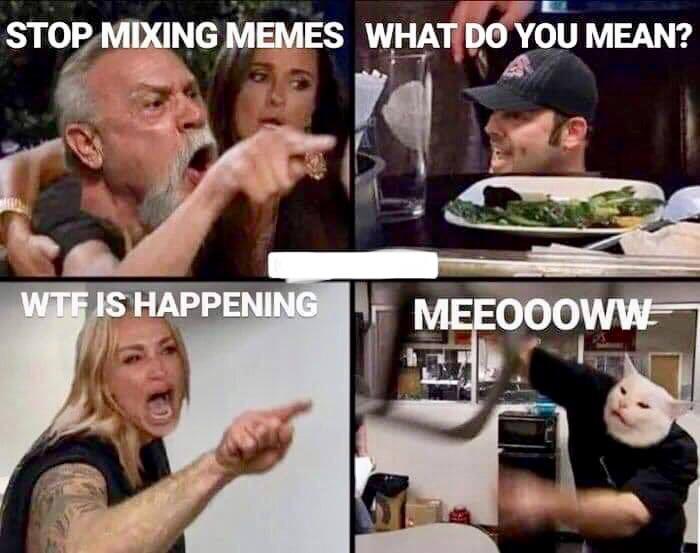 STOP MIXING MEMES
WHAT DO YOU MEAN?
WTF IS HAPPENING
MEEOOOWW